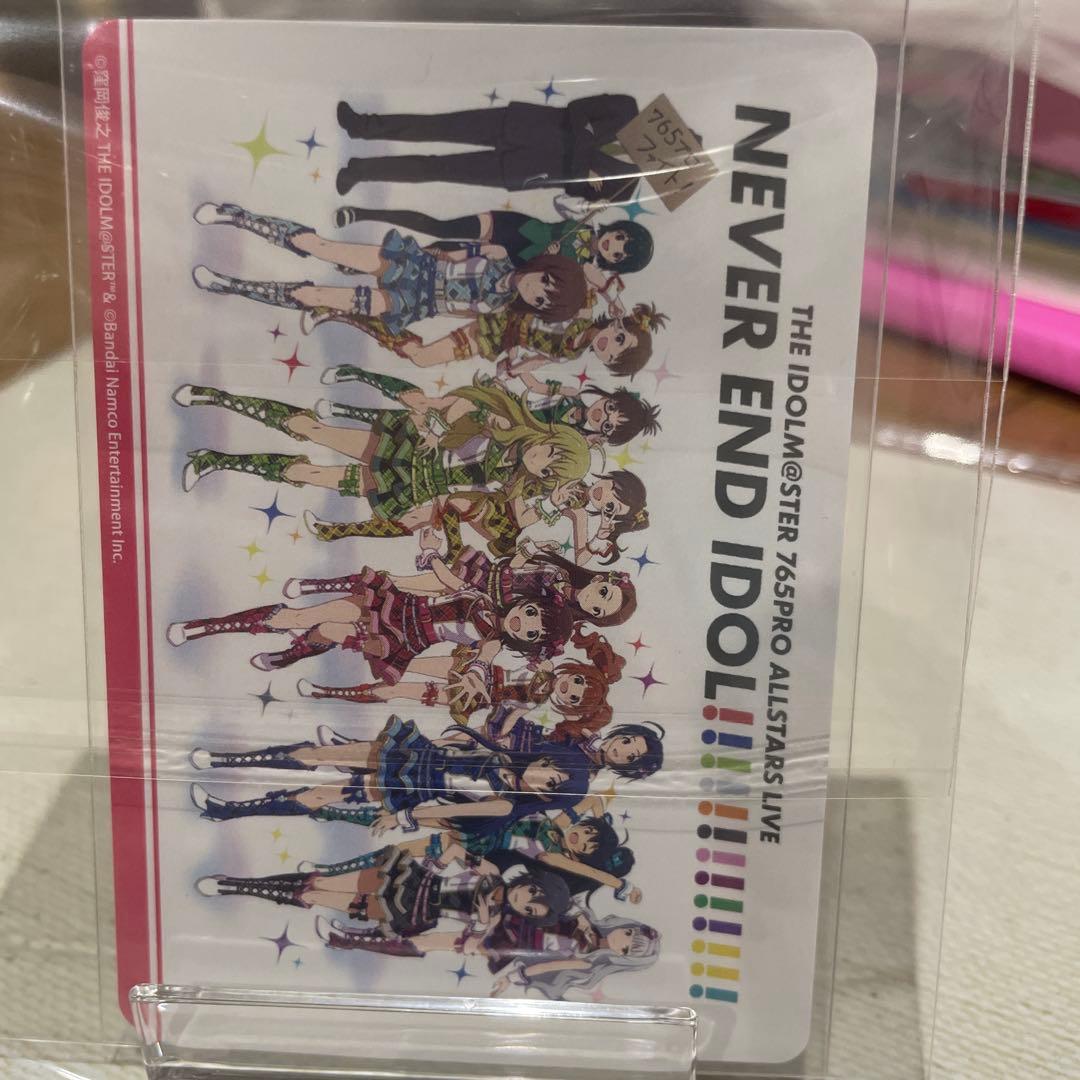 THE IDOLM@STER 765PRO ALLSTARS LIVE
NEVER END IDOL!!!!!!!!!!!!!!
765プロ
ファイト!
©窪岡俊之 THE IDOLM@STER™& ©Bandai Namco Entertainment Inc.